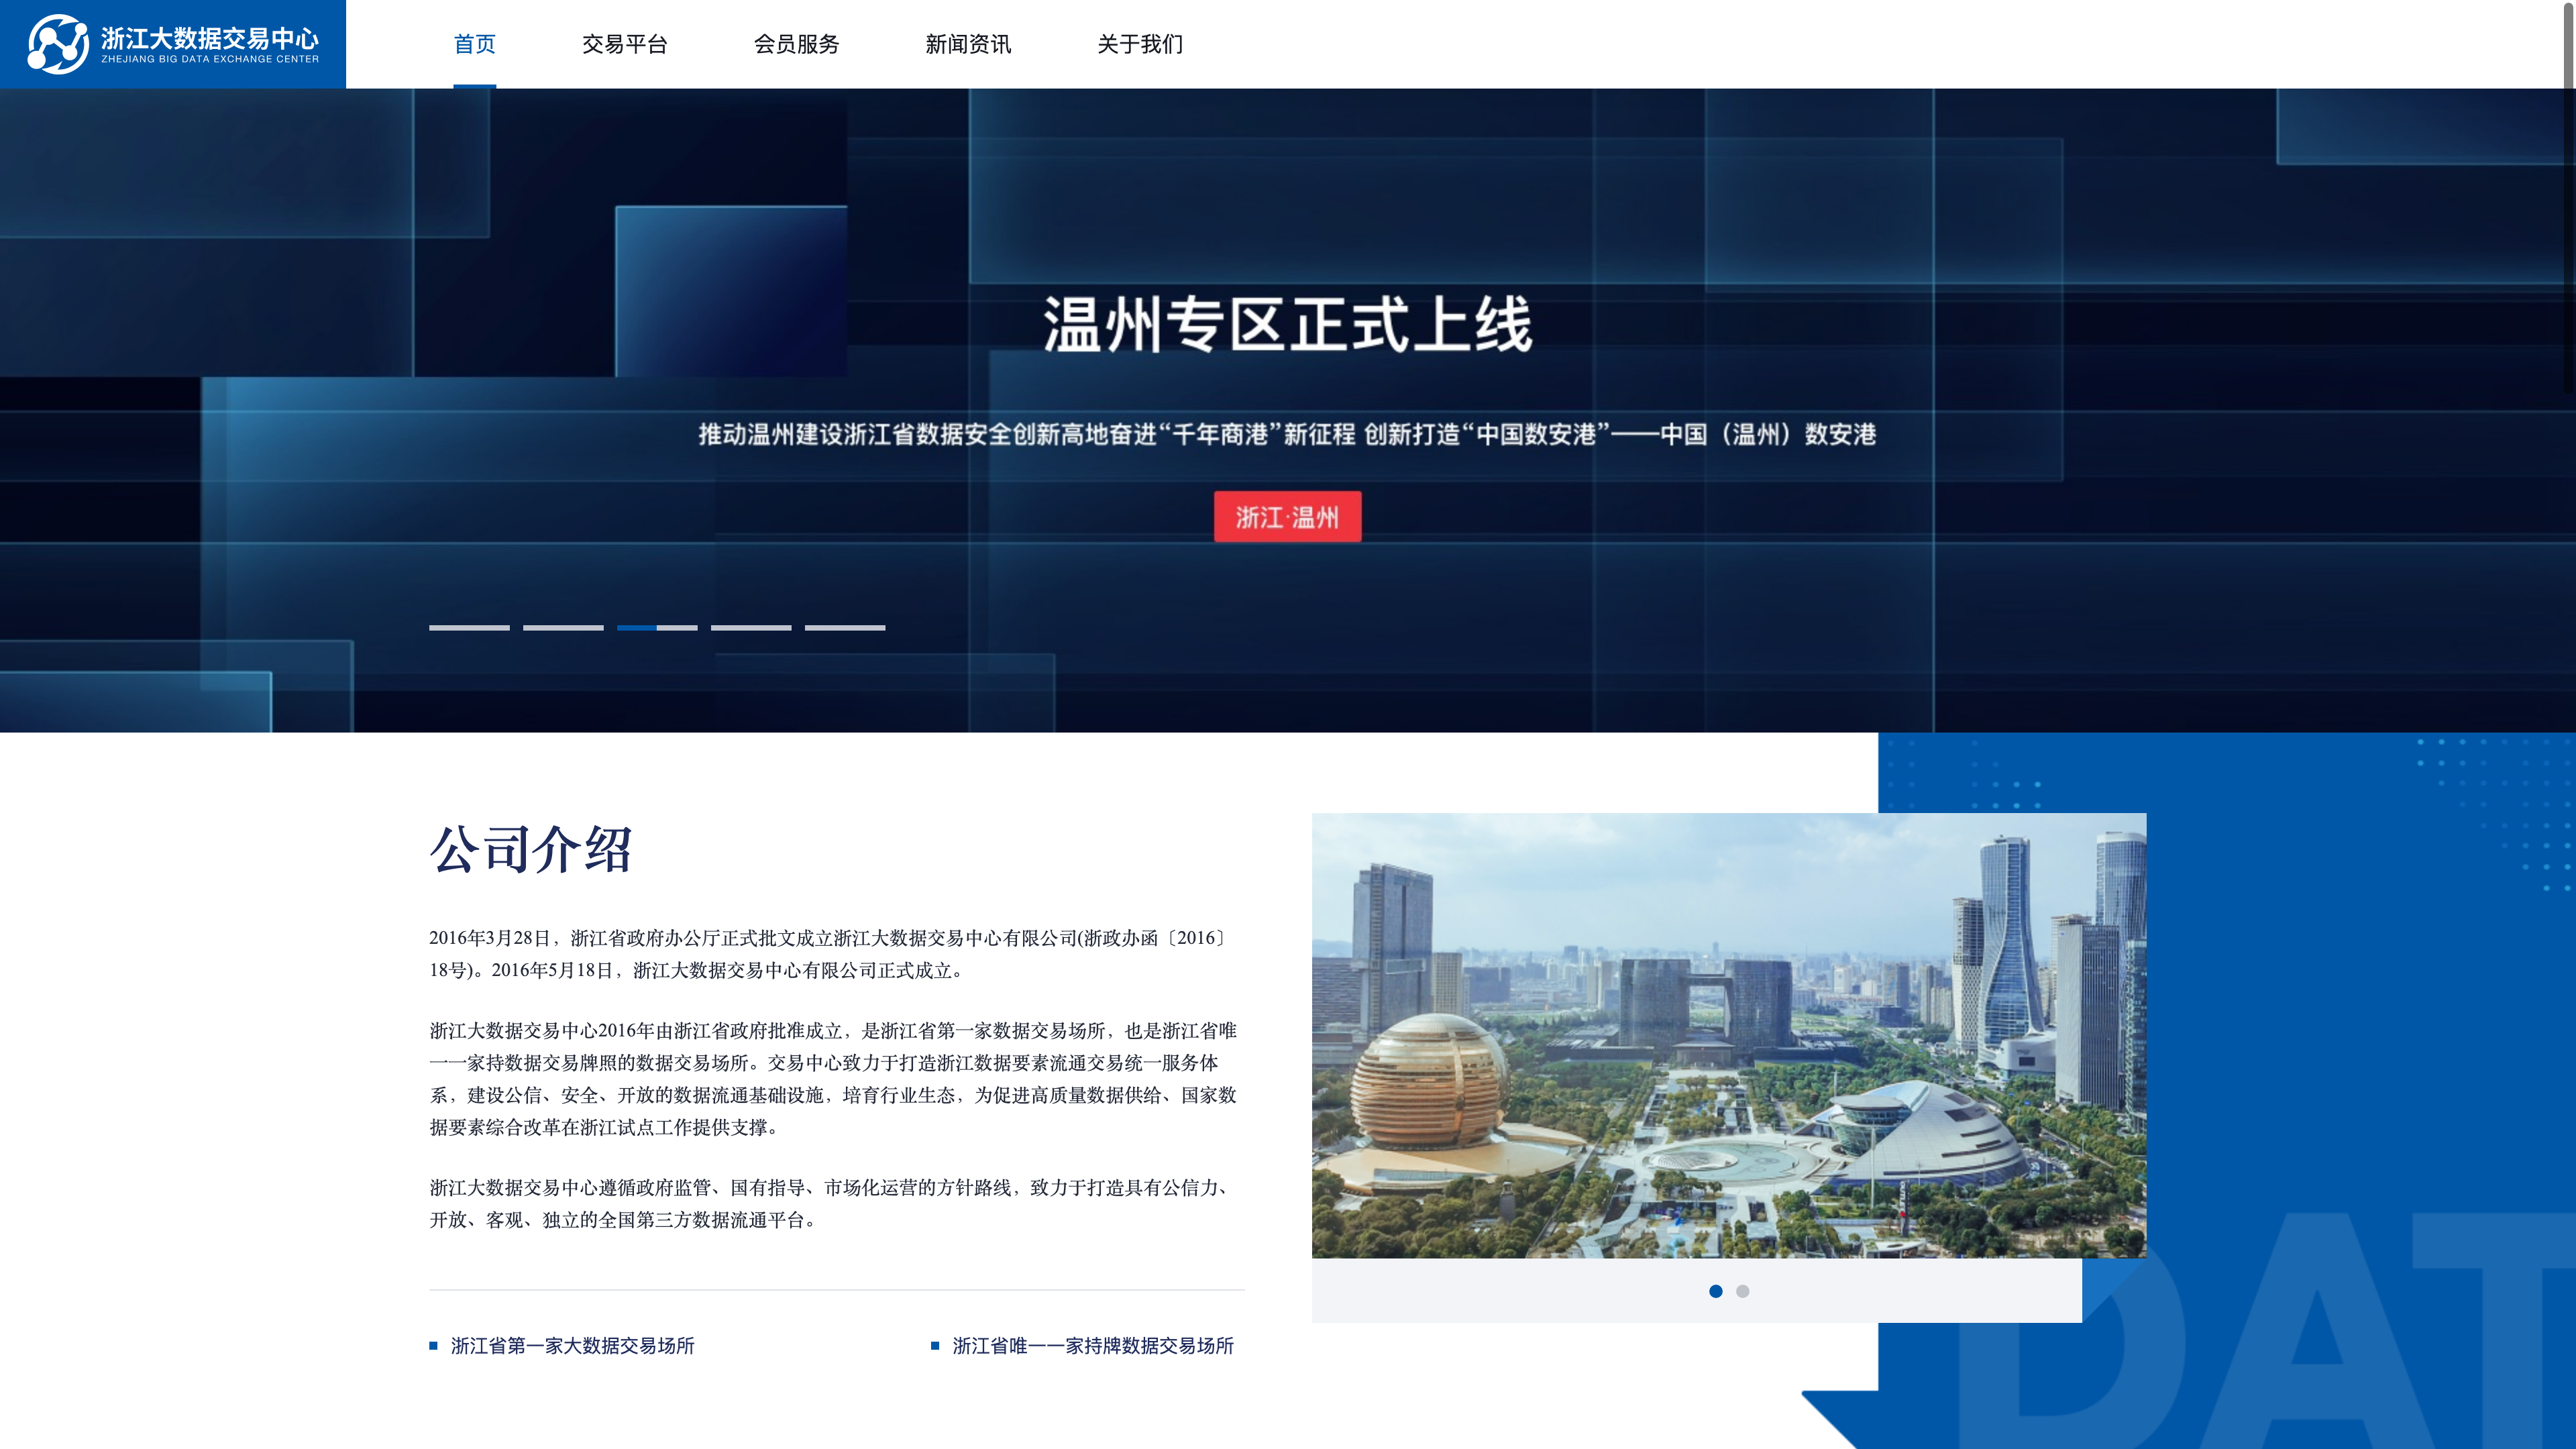 浙江大数据交易中心
ZHEJIANG BIG DATA EXCHANGE CENTER
首页
交易平台
会员服务
新闻资讯
关于我们
温州专区正式上线
推动温州建设浙江省数据安全创新高地奋进“千年商港”新征程 创新打造“中国数安港”——中国（温州）数安港
浙江·温州
公司介绍
2016年3月28日，浙江省政府办公厅正式批文成立浙江大数据交易中心有限公司(浙政办函〔2016〕
18号)。2016年5月18日，浙江大数据交易中心有限公司正式成立。
浙江大数据交易中心2016年由浙江省政府批准成立，是浙江省第一家数据交易场所，也是浙江省唯
一一家持数据交易牌照的数据交易场所。交易中心致力于打造浙江数据要素流通交易统一服务体
系，建设公信、安全、开放的数据流通基础设施，培育行业生态，为促进高质量数据供给、国家数
据要素综合改革在浙江试点工作提供支撑。
浙江大数据交易中心遵循政府监管、国有指导、市场化运营的方针路线，致力于打造具有公信力、
开放、客观、独立的全国第三方数据流通平台。
浙江省第一家大数据交易场所
浙江省唯一一家持牌数据交易场所
DAT